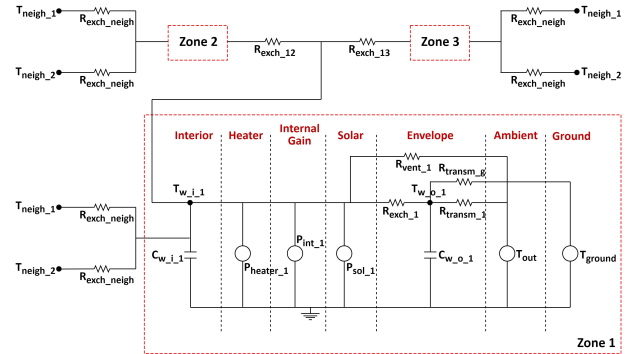 T_neigh_1
R_exch_neigh
T_neigh_2
R_exch_neigh
Zone 2
R_exch_12
R_exch_13
Zone 3
R_exch_neigh
T_neigh_1
R_exch_neigh
T_neigh_2
Interior
Heater
Internal
Gain
Solar
Envelope
Ambient
Ground
R_vent_1
R_transm_g
T_w_i_1
T_w_o_1
R_exch_1
R_transm_1
T_neigh_1
R_exch_neigh
T_neigh_2
R_exch_neigh
C_w_i_1
P_heater_1
P_int_1
P_sol_1
C_w_o_1
T_out
T_ground
Zone 1